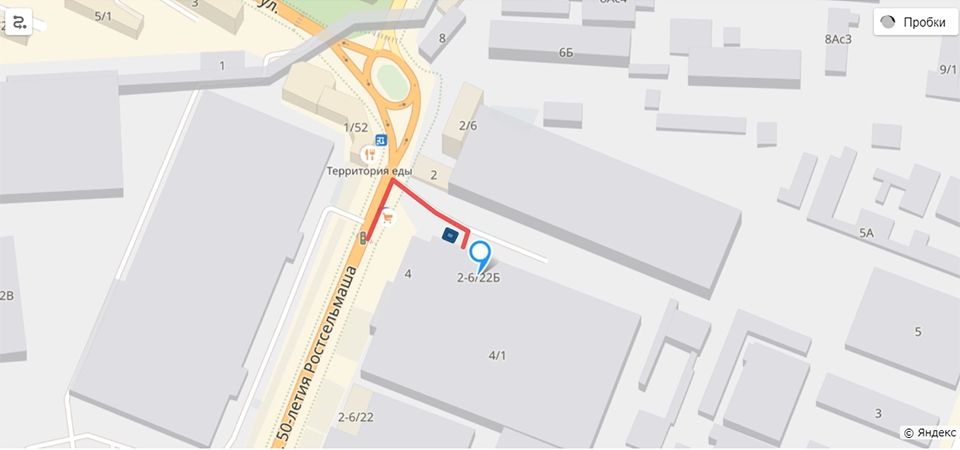 5/1
ул.
8Ас4
Пробки
8
6Б
8Ас3
1
9/1
2/6
1/52
Территория еды
2
5А
4
2-6/22Б
2В
50-летия Ростсельмаша
4/1
5
2-6/22
3
© Яндекс